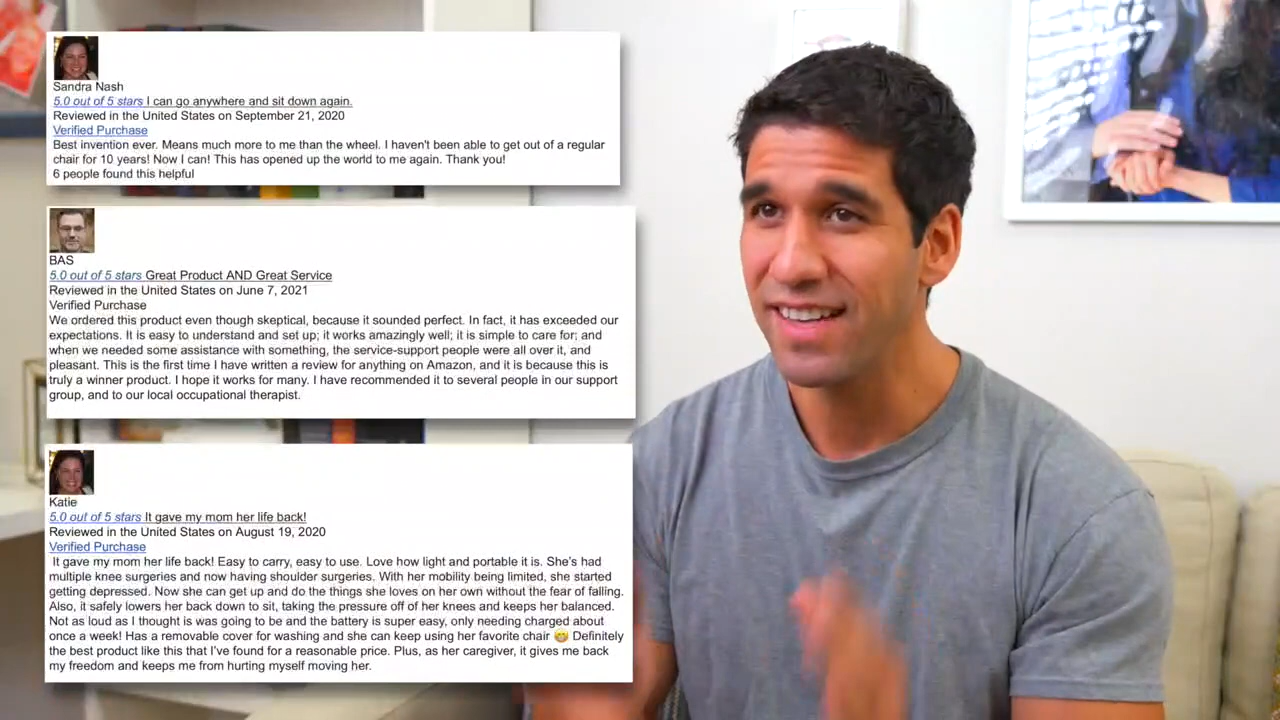 Sandra Nash
5.0 out of 5 stars I can go anywhere and sit down again.
Reviewed in the United States on September 21, 2020
Verified Purchase
Best invention ever. Means much more to me than the wheel. I haven't been able to get out of a regular
chair for 10 years! Now I can! This has opened up the world to me again. Thank you!
6 people found this helpful
BAS
5.0 out of 5 stars Great Product AND Great Service
Reviewed in the United States on June 7, 2021
Verified Purchase
We ordered this product even though skeptical, because it sounded perfect. In fact, it has exceeded our
expectations. It is easy to understand and set up; it works amazingly well; it is simple to care for; and
when we needed some assistance with something, the service-support people were all over it, and
pleasant. This is the first time I have written a review for anything on Amazon, and it is because this is
truly a winner product. I hope it works for many. I have recommended it to several people in our support
group, and to our local occupational therapist.
Katie
5.0 out of 5 stars It gave my mom her life back!
Reviewed in the United States on August 19, 2020
Verified Purchase
It gave my mom her life back! Easy to carry, easy to use. Love how light and portable it is. She's had
multiple knee surgeries and now having shoulder surgeries. With her mobility being limited, she started
getting depressed. Now she can get up and do the things she loves on her own without the fear of falling.
Also, it safely lowers her back down to sit, taking the pressure off of her knees and keeps her balanced.
Not as loud as I thought is was going to be and the battery is super easy, only needing charged about
once a week! Has a removable cover for washing and she can keep using her favorite chair 😁 Definitely
the best product like this that I've found for a reasonable price. Plus, as her caregiver, it gives me back
my freedom and keeps me from hurting myself moving her.